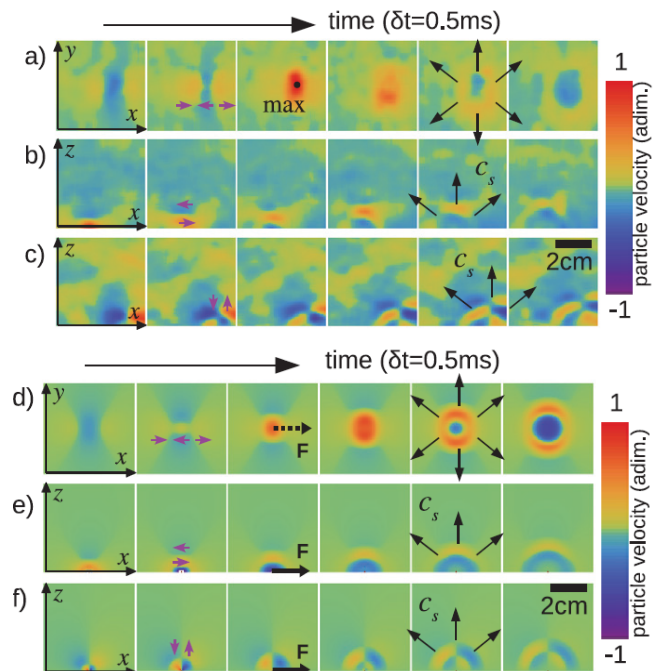 time (δt=0.5ms)
a) y x max
b) z x c_s
c) z x c_s 2cm
1
particle velocity (adim.)
-1
time (δt=0.5ms)
d) y x F
e) z x F c_s
f) z x F c_s 2cm
1
particle velocity (adim.)
-1